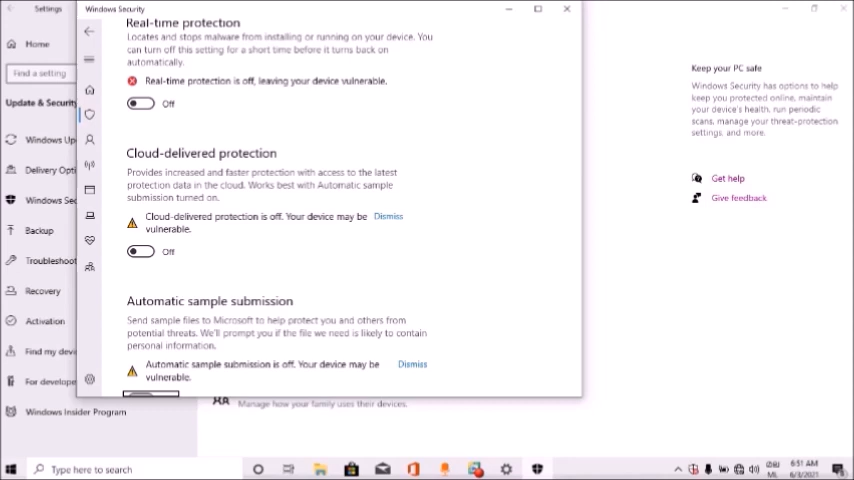 Settings
Windows Security
Home
Find a setting
Update & Security
Windows Up
Delivery Opti
Windows Sec
Backup
Troubleshoot
Recovery
Activation
Find my devi
For develope
Windows Insider Program
Real-time protection
Locates and stops malware from installing or running on your device. You
can turn off this setting for a short time before it turns back on
automatically.
Real-time protection is off, leaving your device vulnerable.
Off
Cloud-delivered protection
Provides increased and faster protection with access to the latest
protection data in the cloud. Works best with Automatic sample
submission turned on.
Cloud-delivered protection is off. Your device may be
vulnerable.
Dismiss
Off
Automatic sample submission
Send sample files to Microsoft to help protect you and others from
potential threats. We'll prompt you if the file we need is likely to contain
personal information.
Automatic sample submission is off. Your device may be
vulnerable.
Dismiss
Manage how your family uses their devices.
Keep your PC safe
Windows Security has options to help
keep you protected online, maintain
your device's health, run periodic
scans, manage your threat-protection
settings, and more.
Get help
Give feedback
Type here to search
ML
6:51 AM
6/3/2021